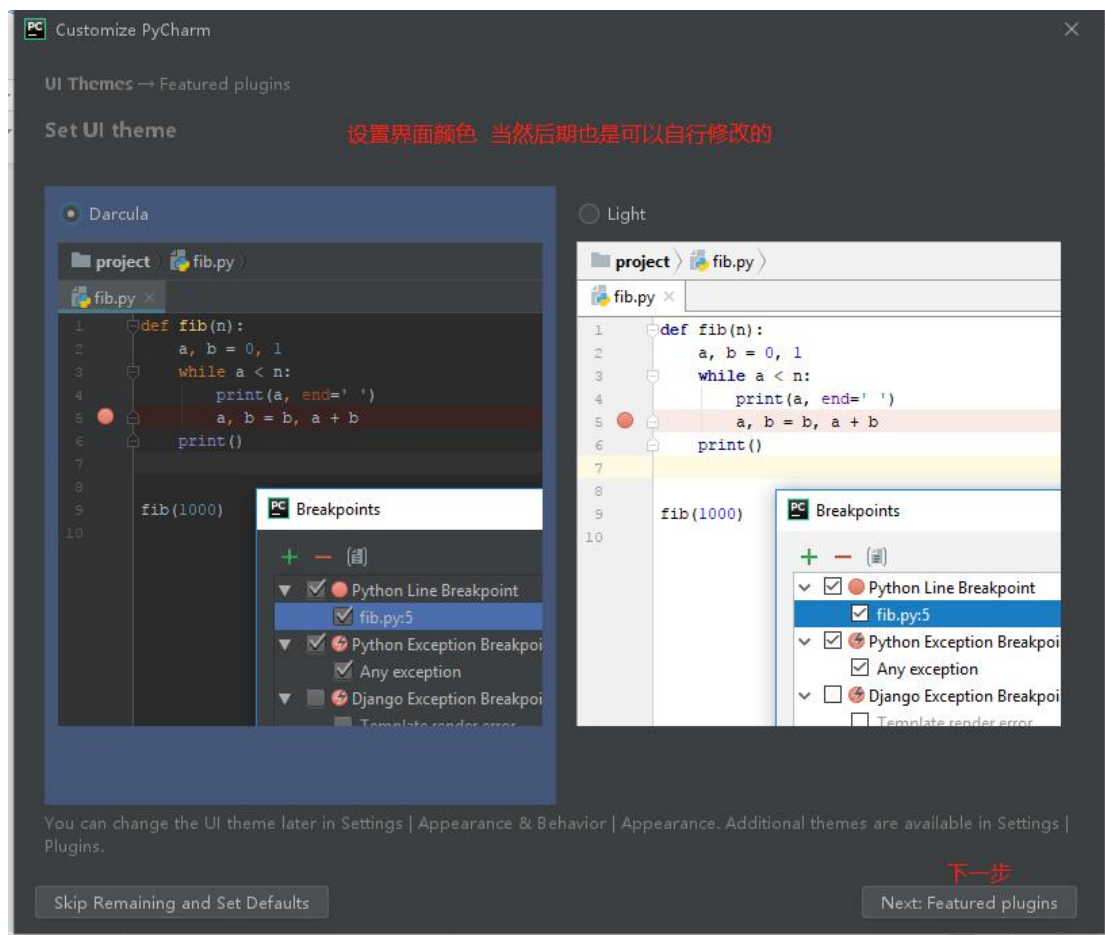 Customize PyCharm
UI Themes → Featured plugins
Set UI theme
设置界面颜色 当然后期也是可以自行修改的
Darcula
project fib.py
fib.py
1 def fib(n):
2 a, b = 0, 1
3 while a < n:
4 print(a, end=' ')
5 a, b = b, a + b
6 print()
7
8
9 fib(1000)
10
Breakpoints
Python Line Breakpoint
fib.py:5
Python Exception Breakpoi
Any exception
Django Exception Breakpoi
Template render error
Light
project fib.py
fib.py
1 def fib(n):
2 a, b = 0, 1
3 while a < n:
4 print(a, end=' ')
5 a, b = b, a + b
6 print()
7
8
9 fib(1000)
10
Breakpoints
Python Line Breakpoint
fib.py:5
Python Exception Breakpoi
Any exception
Django Exception Breakpoi
Template render error
You can change the UI theme later in Settings | Appearance & Behavior | Appearance. Additional themes are available in Settings |
Plugins.
下一步
Skip Remaining and Set Defaults
Next: Featured plugins